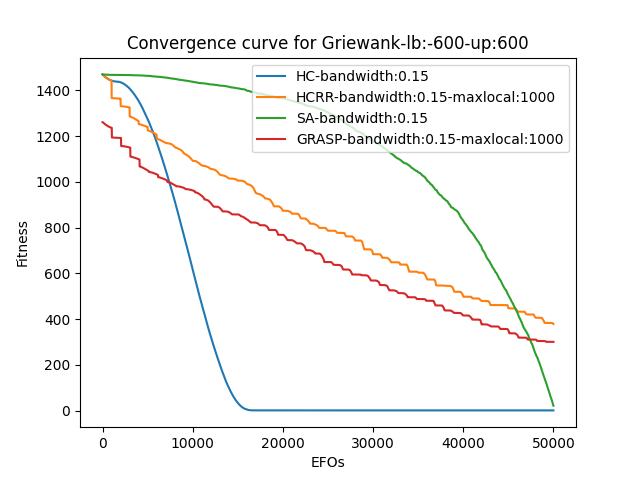 Convergence curve for Griewank-lb:-600-up:600
HC-bandwidth:0.15
HCRR-bandwidth:0.15-maxlocal:1000
SA-bandwidth:0.15
GRASP-bandwidth:0.15-maxlocal:1000
Fitness
1400
1200
1000
800
600
400
200
0
0 10000 20000 30000 40000 50000
EFOs